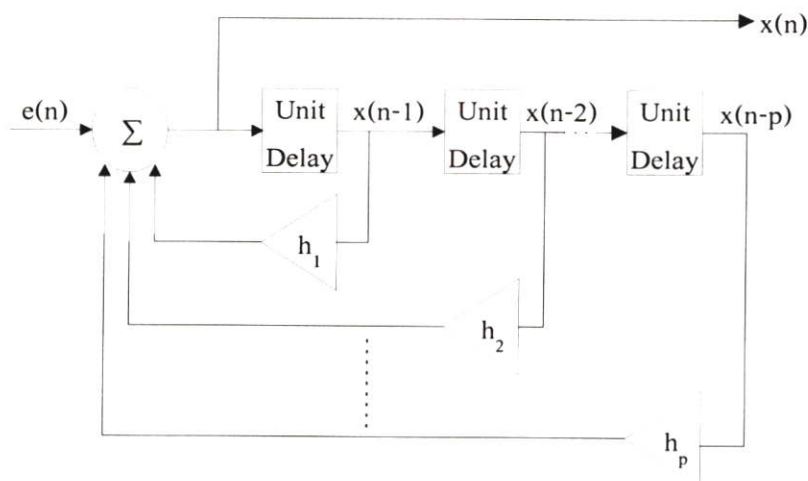 x(n)
e(n)
Σ
Unit
Delay
x(n-1)
Unit
Delay
x(n-2)
Unit
Delay
x(n-p)
h₁
h₂
hₚ